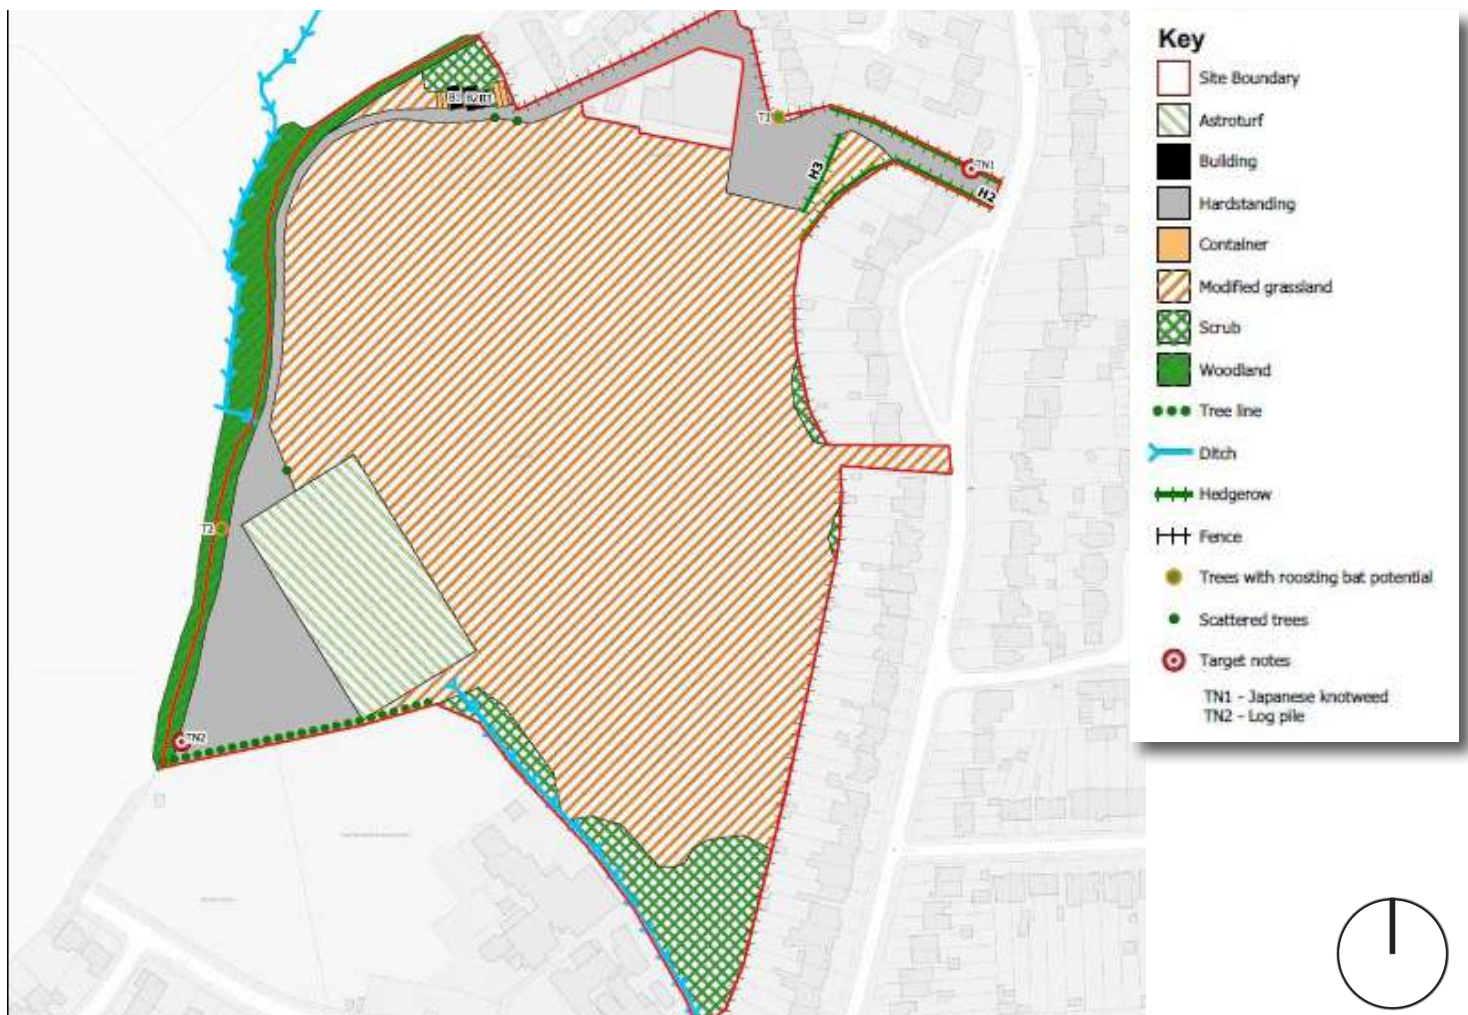 B1 B2 B3
T1
H3
TN1
H2
T2
TN2
Key
Site Boundary
Astroturf
Building
Hardstanding
Container
Modified grassland
Scrub
Woodland
Tree line
Ditch
Hedgerow
Fence
Trees with roosting bat potential
Scattered trees
Target notes
TN1 - Japanese knotweed
TN2 - Log pile